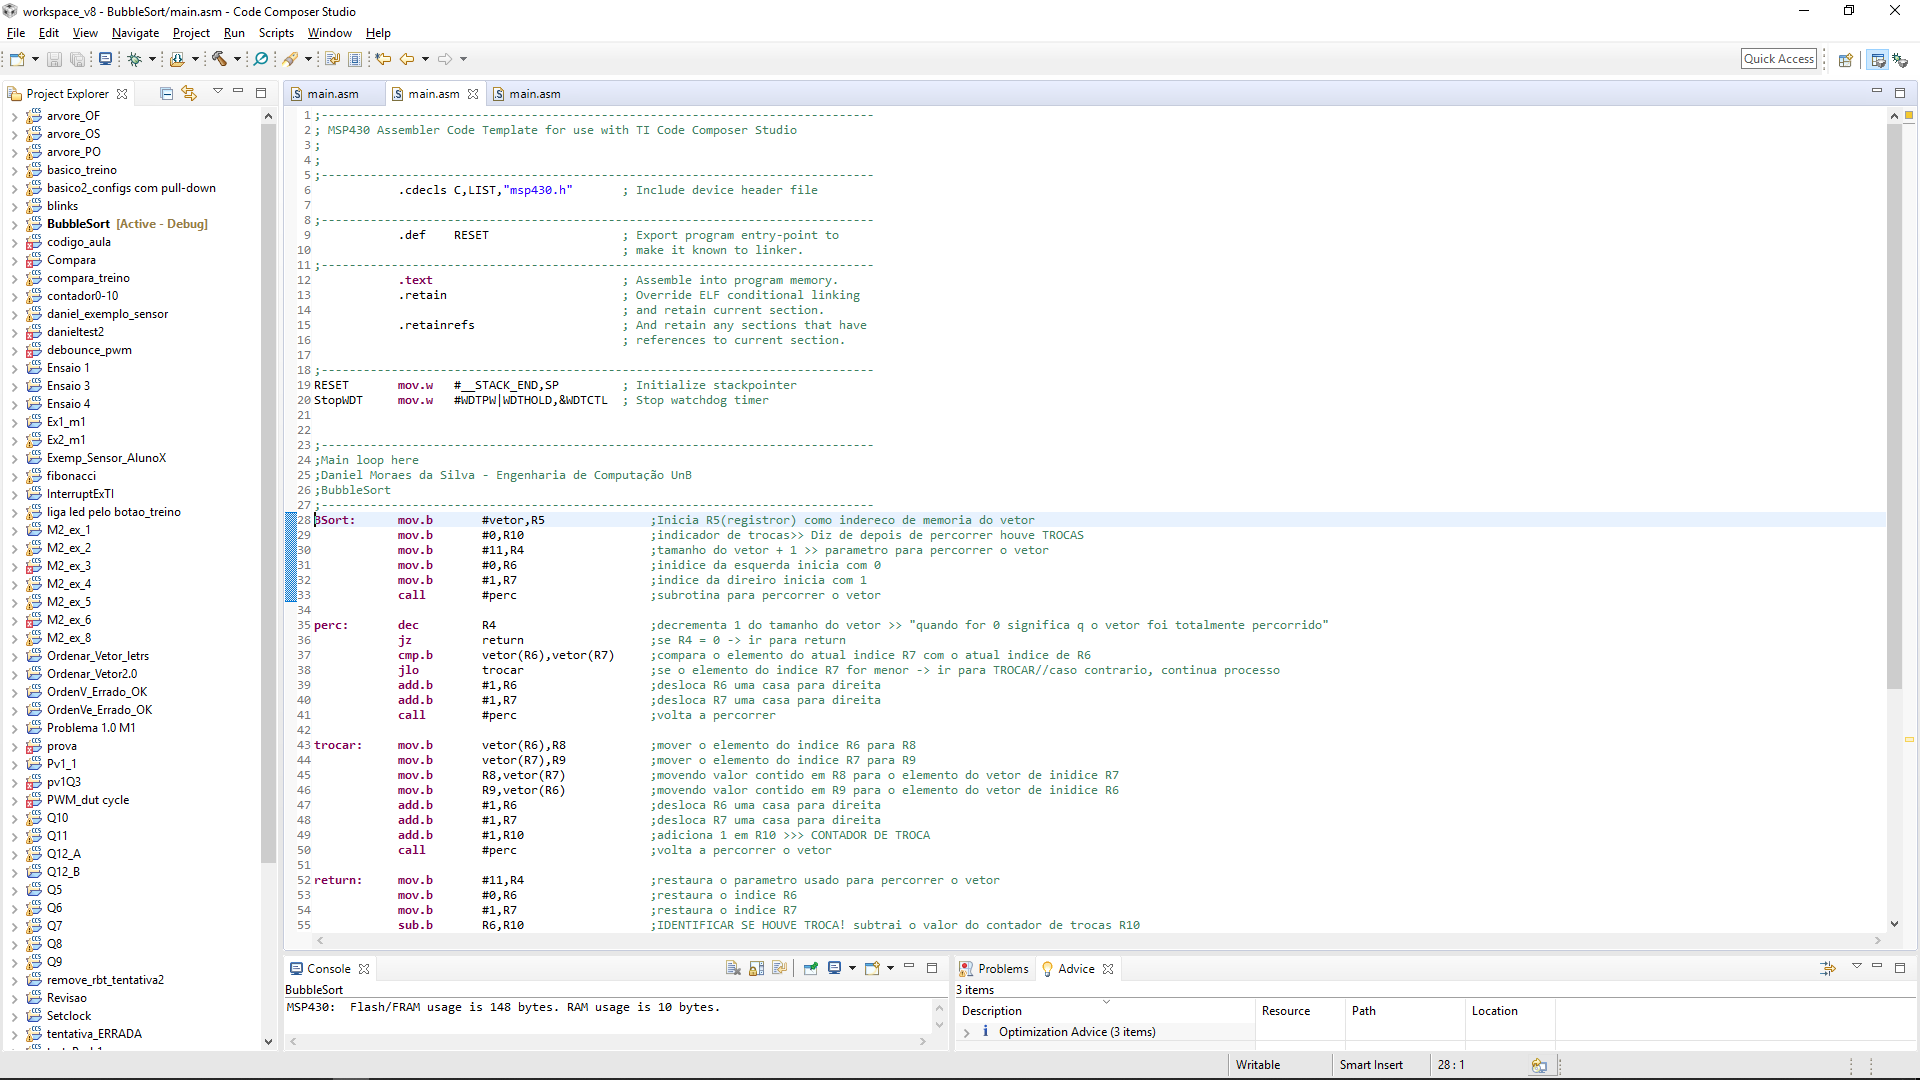 workspace_v8 - BubbleSort/main.asm - Code Composer Studio
File Edit View Navigate Project Run Scripts Window Help
Quick Access
Project Explorer
arvore_OF
arvore_OS
arvore_PO
basico_treino
basico2_configs com pull-down
blinks
BubbleSort [Active - Debug]
codigo_aula
Compara
compara_treino
contador0-10
daniel_exemplo_sensor
danieltest2
debounce_pwm
Ensaio 1
Ensaio 3
Ensaio 4
Ex1_m1
Ex2_m1
Exemp_Sensor_AlunoX
fibonacci
InterruptExTI
liga led pelo botao_treino
M2_ex_1
M2_ex_2
M2_ex_3
M2_ex_4
M2_ex_5
M2_ex_6
M2_ex_8
Ordenar_Vetor_letrs
Ordenar_Vetor2.0
OrdenV_Errado_OK
OrdenVe_Errado_OK
Problema 1.0 M1
prova
Pv1_1
pv1Q3
PWM_dut cycle
Q10
Q11
Q12_A
Q12_B
Q5
Q6
Q7
Q8
Q9
remove_rbt_tentativa2
Revisao
Setclock
tentativa_ERRADA
main.asm main.asm main.asm
1 ;-------------------------------------------------------------------------------
2 ; MSP430 Assembler Code Template for use with TI Code Composer Studio
3 ;
4 ;
5 ;-------------------------------------------------------------------------------
6 .cdecls C,LIST,"msp430.h" ; Include device header file
7
8 ;-------------------------------------------------------------------------------
9 .def RESET ; Export program entry-point to
10 ; make it known to linker.
11 ;-------------------------------------------------------------------------------
12 .text ; Assemble into program memory.
13 .retain ; Override ELF conditional linking
14 ; and retain current section.
15 .retainrefs ; And retain any sections that have
16 ; references to current section.
17
18 ;-------------------------------------------------------------------------------
19 RESET mov.w #__STACK_END,SP ; Initialize stackpointer
20 StopWDT mov.w #WDTPW|WDTHOLD,&WDTCTL ; Stop watchdog timer
21
22
23 ;-------------------------------------------------------------------------------
24 ;Main loop here
25 ;Daniel Moraes da Silva - Engenharia de Computação UnB
26 ;BubbleSort
27 ;-------------------------------------------------------------------------------
28 BSort: mov.b #vetor,R5 ;Inicia R5(registror) como indereco de memoria do vetor
29 mov.b #0,R10 ;indicador de trocas>> Diz de depois de percorrer houve TROCAS
30 mov.b #11,R4 ;tamanho do vetor + 1 >> parametro para percorrer o vetor
31 mov.b #0,R6 ;inidice da esquerda inicia com 0
32 mov.b #1,R7 ;indice da direiro inicia com 1
33 call #perc ;subrotina para percorrer o vetor
34
35 perc: dec R4 ;decrementa 1 do tamanho do vetor >> "quando for 0 significa q o vetor foi totalmente percorrido"
36 jz return ;se R4 = 0 -> ir para return
37 cmp.b vetor(R6),vetor(R7) ;compara o elemento do atual indice R7 com o atual indice de R6
38 jlo trocar ;se o elemento do indice R7 for menor -> ir para TROCAR//caso contrario, continua processo
39 add.b #1,R6 ;desloca R6 uma casa para direita
40 add.b #1,R7 ;desloca R7 uma casa para direita
41 call #perc ;volta a percorrer
42
43 trocar: mov.b vetor(R6),R8 ;mover o elemento do indice R6 para R8
44 mov.b vetor(R7),R9 ;mover o elemento do indice R7 para R9
45 mov.b R8,vetor(R7) ;movendo valor contido em R8 para o elemento do vetor de inidice R7
46 mov.b R9,vetor(R6) ;movendo valor contido em R9 para o elemento do vetor de inidice R6
47 add.b #1,R6 ;desloca R6 uma casa para direita
48 add.b #1,R7 ;desloca R7 uma casa para direita
49 add.b #1,R10 ;adiciona 1 em R10 >>> CONTADOR DE TROCA
50 call #perc ;volta a percorrer o vetor
51
52 return: mov.b #11,R4 ;restaura o parametro usado para percorrer o vetor
53 mov.b #0,R6 ;restaura o indice R6
54 mov.b #1,R7 ;restaura o indice R7
55 sub.b R6,R10 ;IDENTIFICAR SE HOUVE TROCA! subtrai o valor do contador de trocas R10
Console
BubbleSort
MSP430: Flash/FRAM usage is 148 bytes. RAM usage is 10 bytes.
Problems Advice
3 items
Description Resource Path Location
Optimization Advice (3 items)
Writable Smart Insert 28 : 1